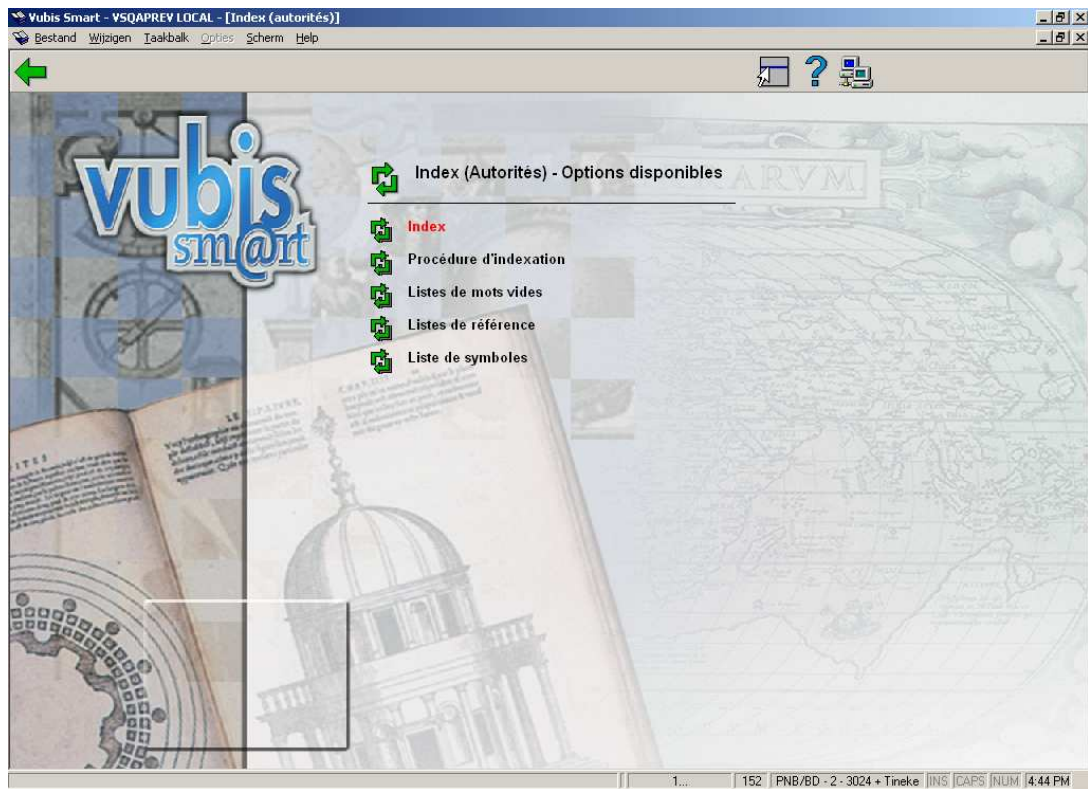 Vubis Smart - VSQAPREV LOCAL - [Index (autorités)]
Bestand Wijzigen Taakbalk Opties Scherm Help
vubis
sm@rt
Index (Autorités) - Options disponibles
ARVM
Index
Procédure d'indexation
Listes de mots vides
Listes de référence
Liste de symboles
1... 152 PNB/BD - 2 - 3024 + Tineke INS CAPS NUM 4:44 PM